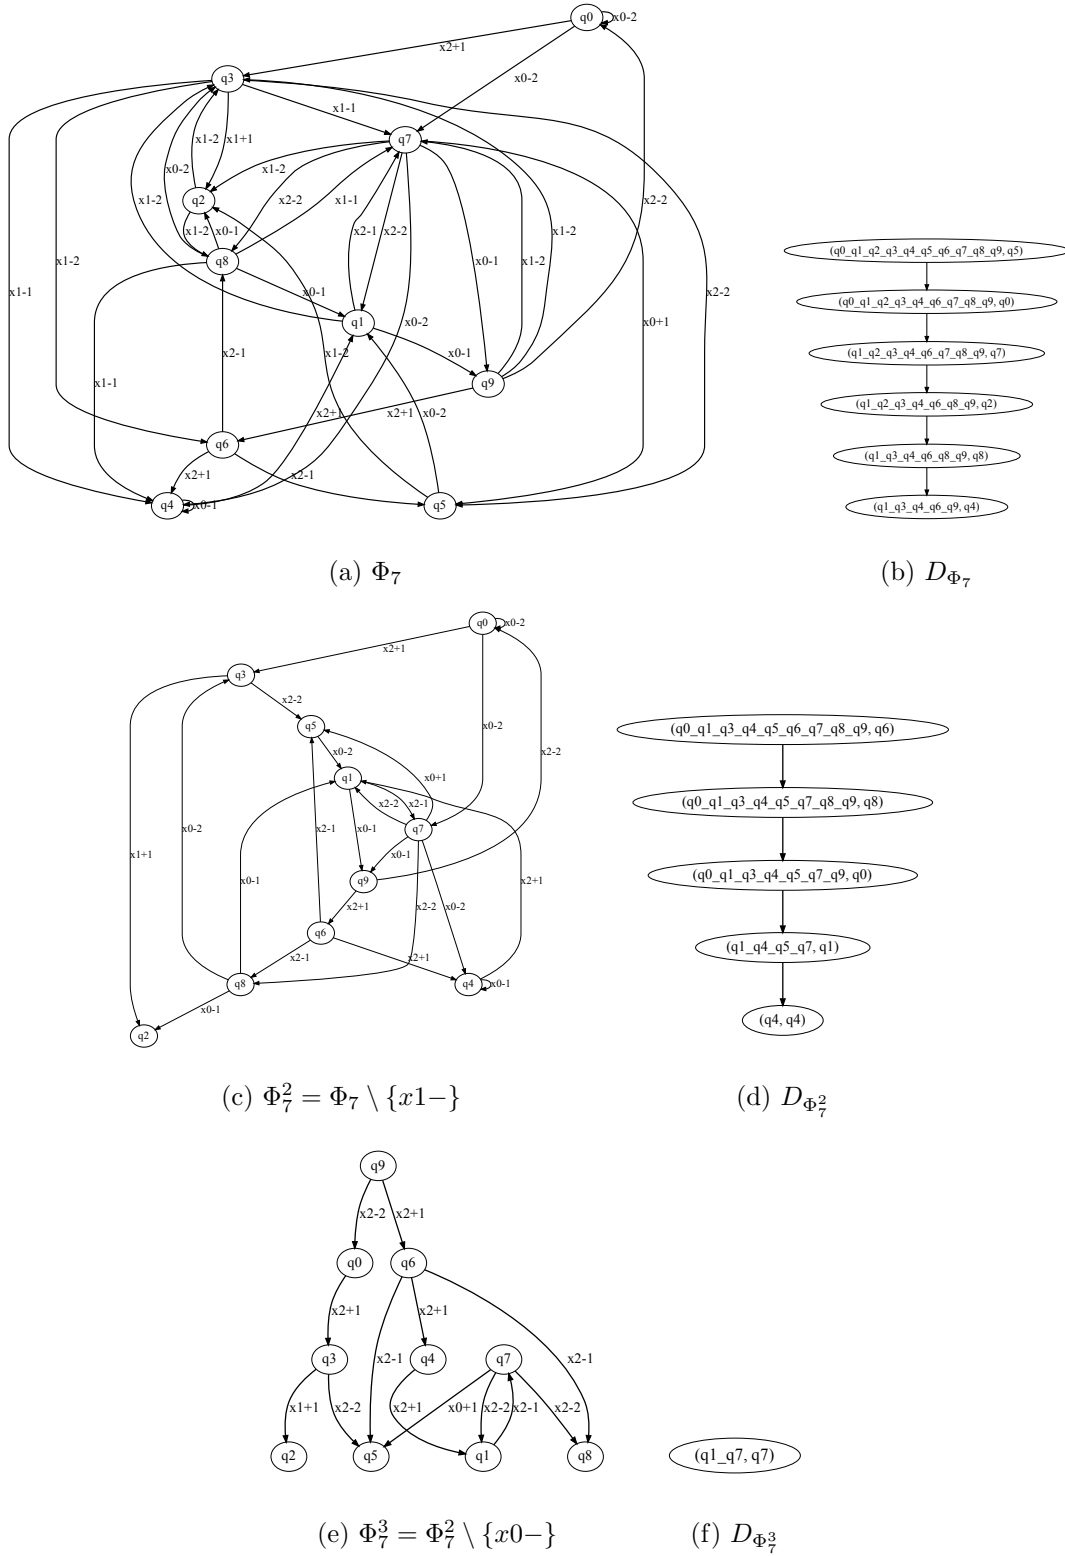 q0
x0-2
x2+1
x0-2
q3
x1-1
q7
x1-2
x1+1
x0-2
x1-2
q2
x1-2
x2-2
x1-1
x1-2
x0-1
x2-1
x2-2
x2-2
x1-2
q8
x0-1
x1-2
x1-2
x1-1
x2-2
q1
x0-1
x0+1
x0-2
x1-2
x2-1
x1-1
q9
x2+1
x2+1
x0-2
q6
x2+1
x2-1
q4
x0-1
q5
(q0_q1_q2_q3_q4_q5_q6_q7_q8_q9, q5)
(q0_q1_q2_q3_q4_q6_q7_q8_q9, q0)
(q1_q2_q3_q4_q6_q7_q8_q9, q7)
(q1_q2_q3_q4_q6_q8_q9, q2)
(q1_q3_q4_q6_q8_q9, q8)
(q1_q3_q4_q6_q9, q4)
(a) Φ₇
(b) D_Φ₇
q0
x0-2
x2+1
q3
x2-2
q5
x0-2
x0-2
x2-2
q1
x0+1
x2-2
x2-1
x0-2
x2-1
x0-1
q7
x0-1
x1+1
q9
x0-1
x2+1
x2-2
x0-2
x2+1
q6
x2-1
x2+1
q8
q4
x0-1
x0-1
q2
(q0_q1_q3_q4_q5_q6_q7_q8_q9, q6)
(q0_q1_q3_q4_q5_q7_q8_q9, q8)
(q0_q1_q3_q4_q5_q7_q9, q0)
(q1_q4_q5_q7, q1)
(q4, q4)
(c) Φ₇² = Φ₇ \ {x1−}
(d) D_Φ₇²
q9
x2-2
x2+1
q0
q6
x2+1
x2+1
q3
x2-1
q4
q7
x2-1
x1+1
x2-2
x2+1
x0+1
x2-2
x2-1
x2-2
q2
q5
q1
q8
(q1_q7, q7)
(e) Φ₇³ = Φ₇² \ {x0−}
(f) D_Φ₇³